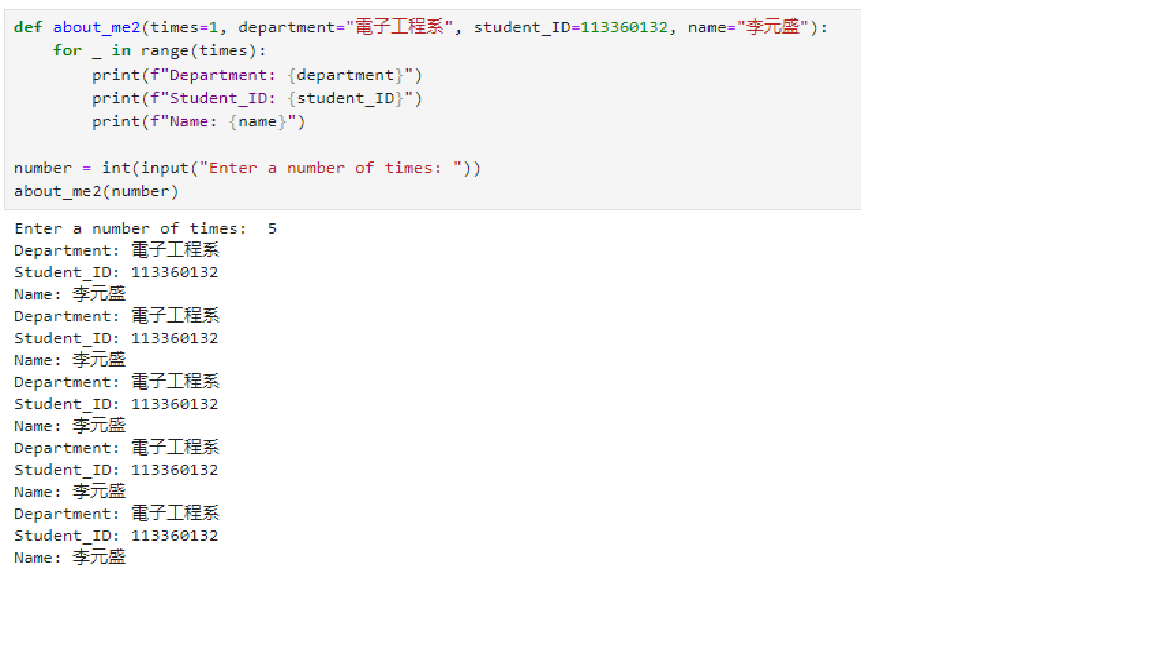 def about_me2(times=1, department="電子工程系", student_ID=113360132, name="李元盛"):
    for _ in range(times):
        print(f"Department: {department}")
        print(f"Student_ID: {student_ID}")
        print(f"Name: {name}")

number = int(input("Enter a number of times: "))
about_me2(number)
Enter a number of times:  5
Department: 電子工程系
Student_ID: 113360132
Name: 李元盛
Department: 電子工程系
Student_ID: 113360132
Name: 李元盛
Department: 電子工程系
Student_ID: 113360132
Name: 李元盛
Department: 電子工程系
Student_ID: 113360132
Name: 李元盛
Department: 電子工程系
Student_ID: 113360132
Name: 李元盛